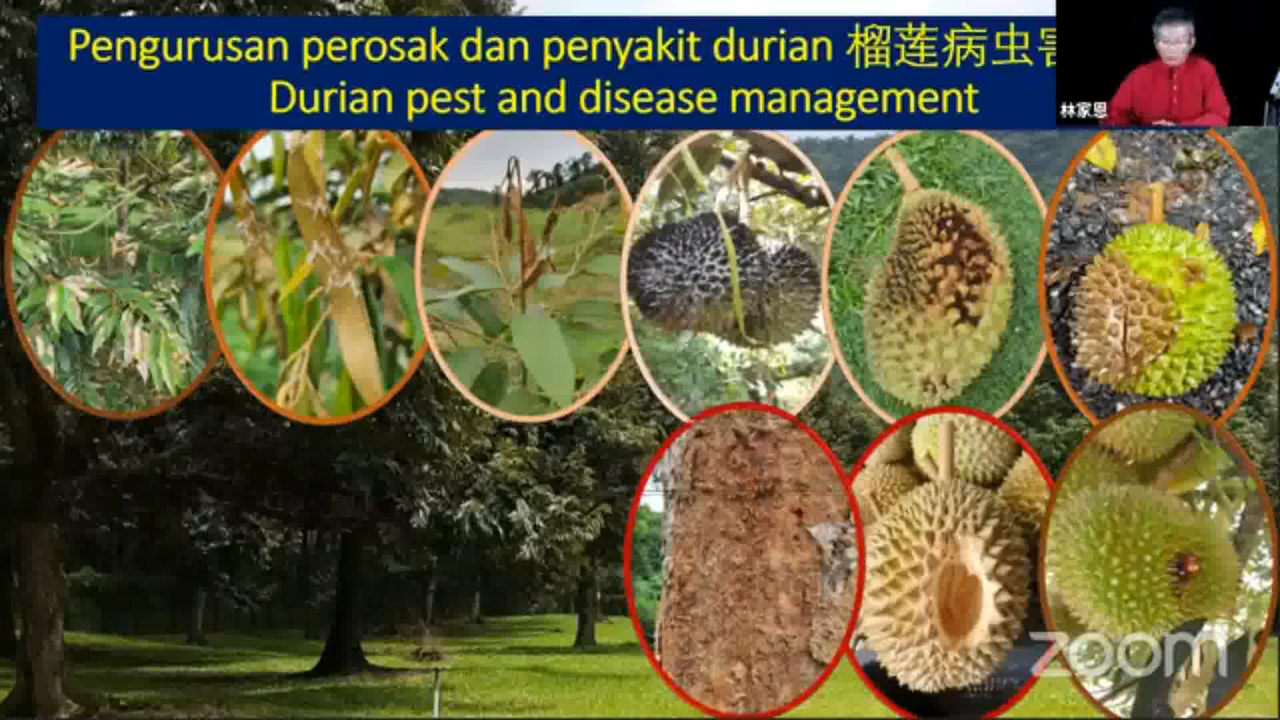 Pengurusan perosak dan penyakit durian 榴莲病虫害
Durian pest and disease management
林家恩
zoom